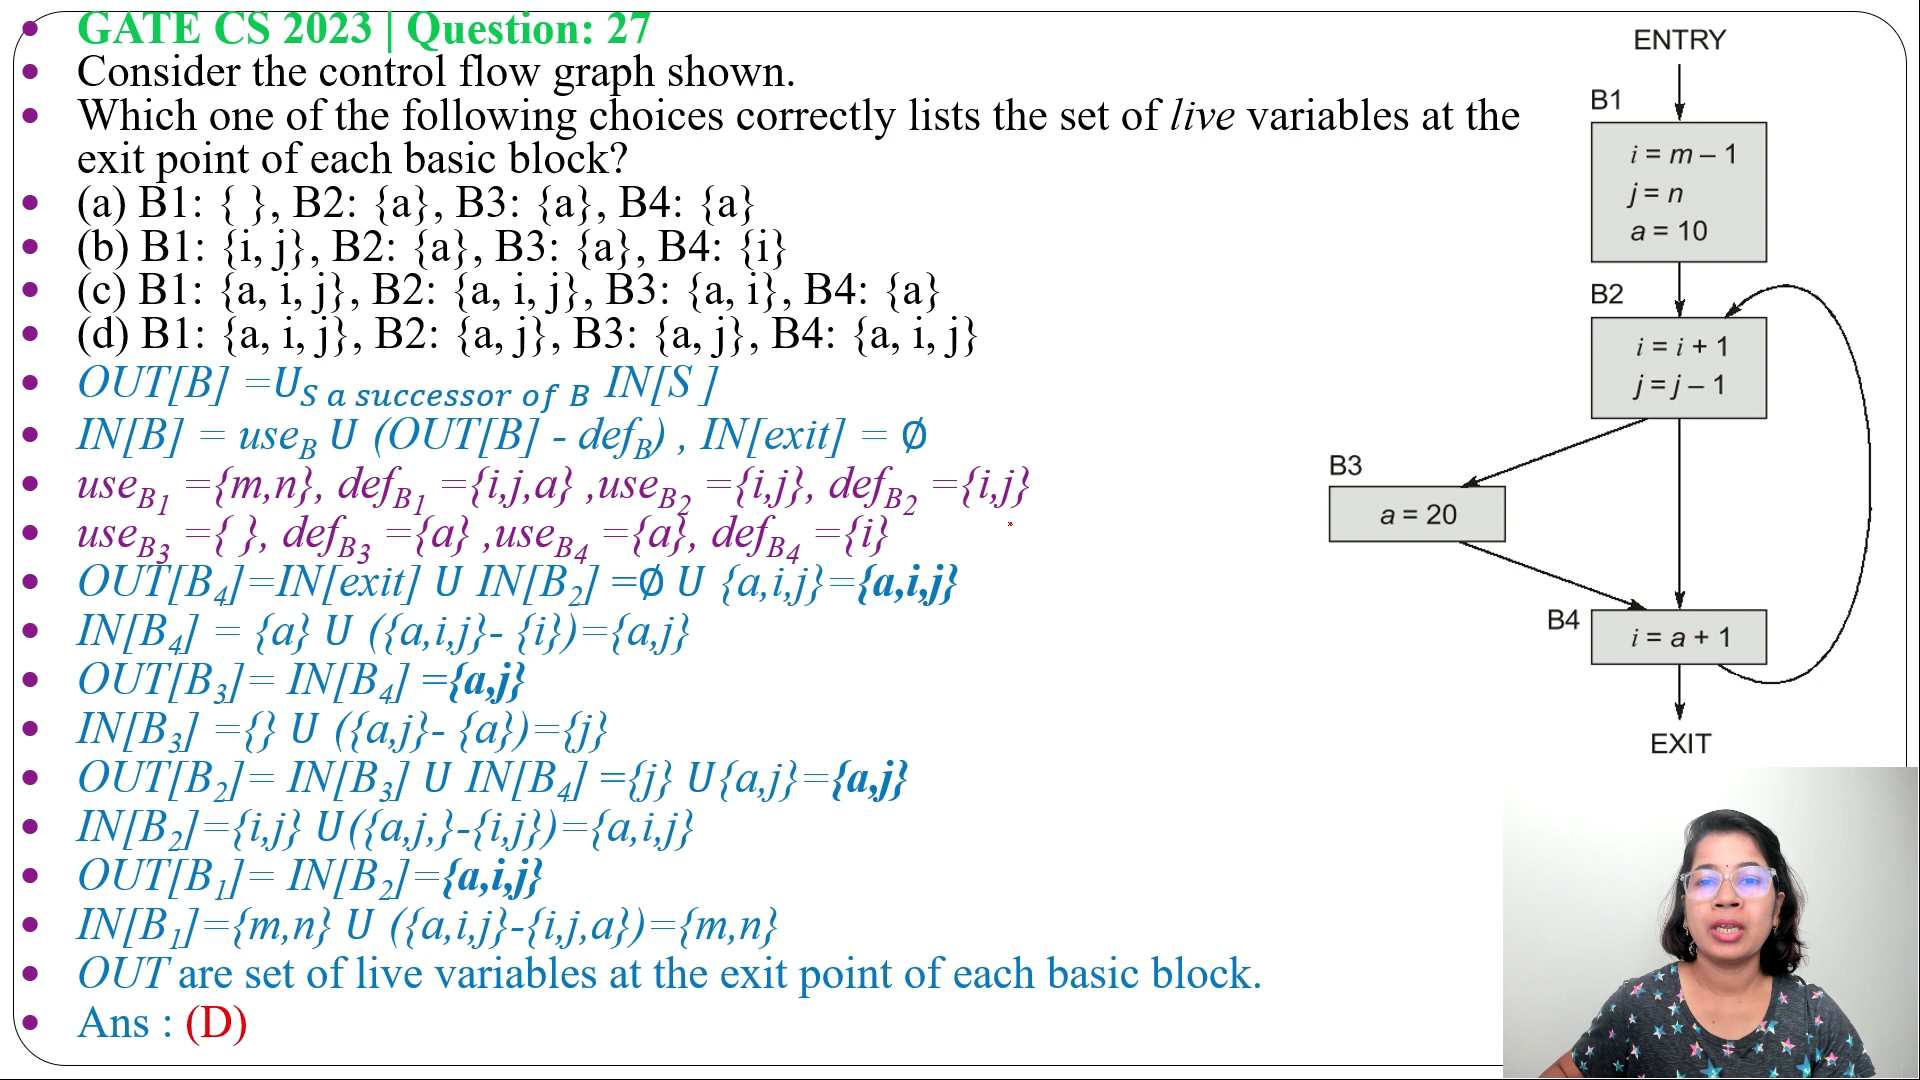 GATE CS 2023 | Question: 27
Consider the control flow graph shown.
Which one of the following choices correctly lists the set of live variables at the
exit point of each basic block?
(a) B1: { }, B2: {a}, B3: {a}, B4: {a}
(b) B1: {i, j}, B2: {a}, B3: {a}, B4: {i}
(c) B1: {a, i, j}, B2: {a, i, j}, B3: {a, i}, B4: {a}
(d) B1: {a, i, j}, B2: {a, j}, B3: {a, j}, B4: {a, i, j}
OUT[B] =U_S a successor of B IN[S ]
IN[B] = use_B U (OUT[B] - def_B) , IN[exit] = ∅
use_B₁ ={m,n}, def_B₁ ={i,j,a} ,use_B₂ ={i,j}, def_B₂ ={i,j}
use_B₃ ={ }, def_B₃ ={a} ,use_B₄ ={a}, def_B₄ ={i}
OUT[B₄]=IN[exit] U IN[B₂] =∅ U {a,i,j}={a,i,j}
IN[B₄] = {a} U ({a,i,j}- {i})={a,j}
OUT[B₃]= IN[B₄] ={a,j}
IN[B₃] ={} U ({a,j}- {a})={j}
OUT[B₂]= IN[B₃] U IN[B₄] ={j} U{a,j}={a,j}
IN[B₂]={i,j} U({a,j,}-{i,j})={a,i,j}
OUT[B₁]= IN[B₂]={a,i,j}
IN[B₁]={m,n} U ({a,i,j}-{i,j,a})={m,n}
OUT are set of live variables at the exit point of each basic block.
Ans : (D)
ENTRY
B1
i = m – 1
j = n
a = 10
B2
i = i + 1
j = j – 1
B3
a = 20
B4
i = a + 1
EXIT